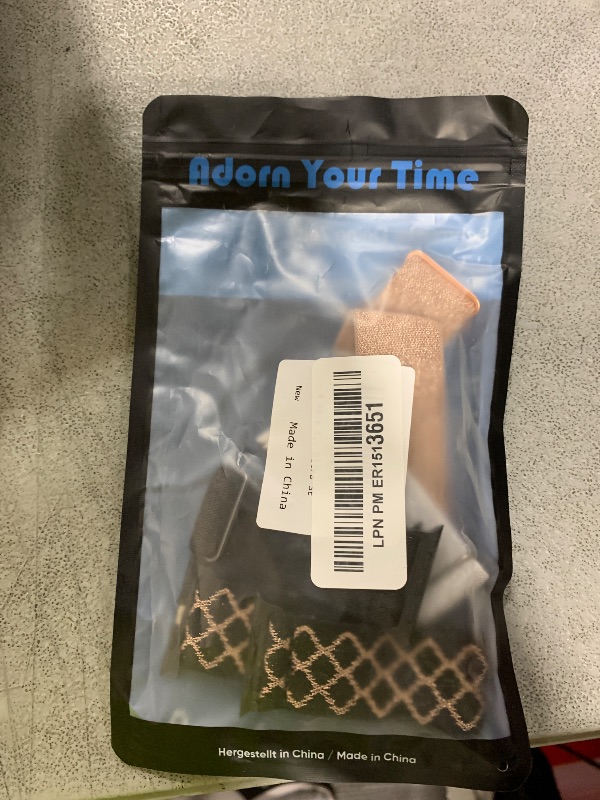 Adorn Your Time
New
Made in China
LPN PM ER1513651
Hergestellt in China / Made in China